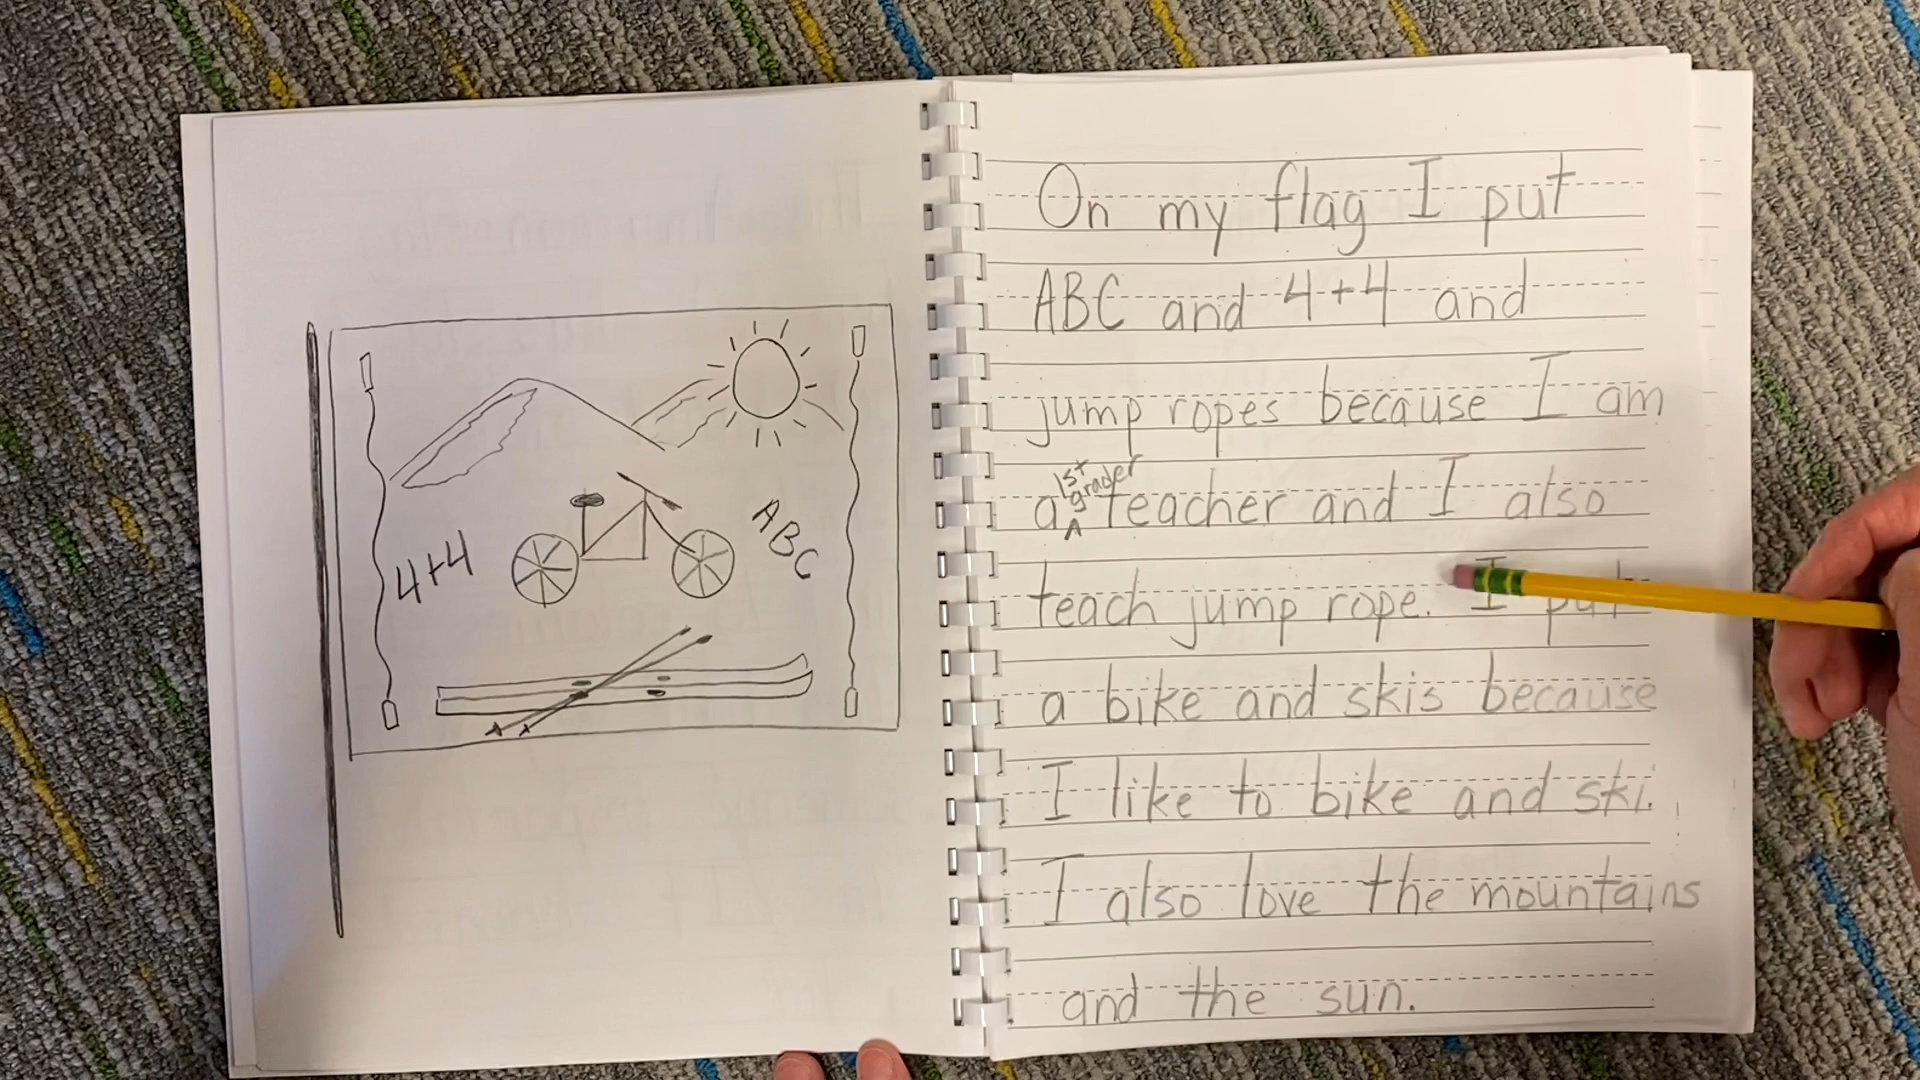 4+4
ABC
On my flag I put
ABC and 4+4 and
jump ropes because I am
a 1st grader teacher and I also
teach jump rope. I put
a bike and skis because
I like to bike and ski.
I also love the mountains
and the sun.